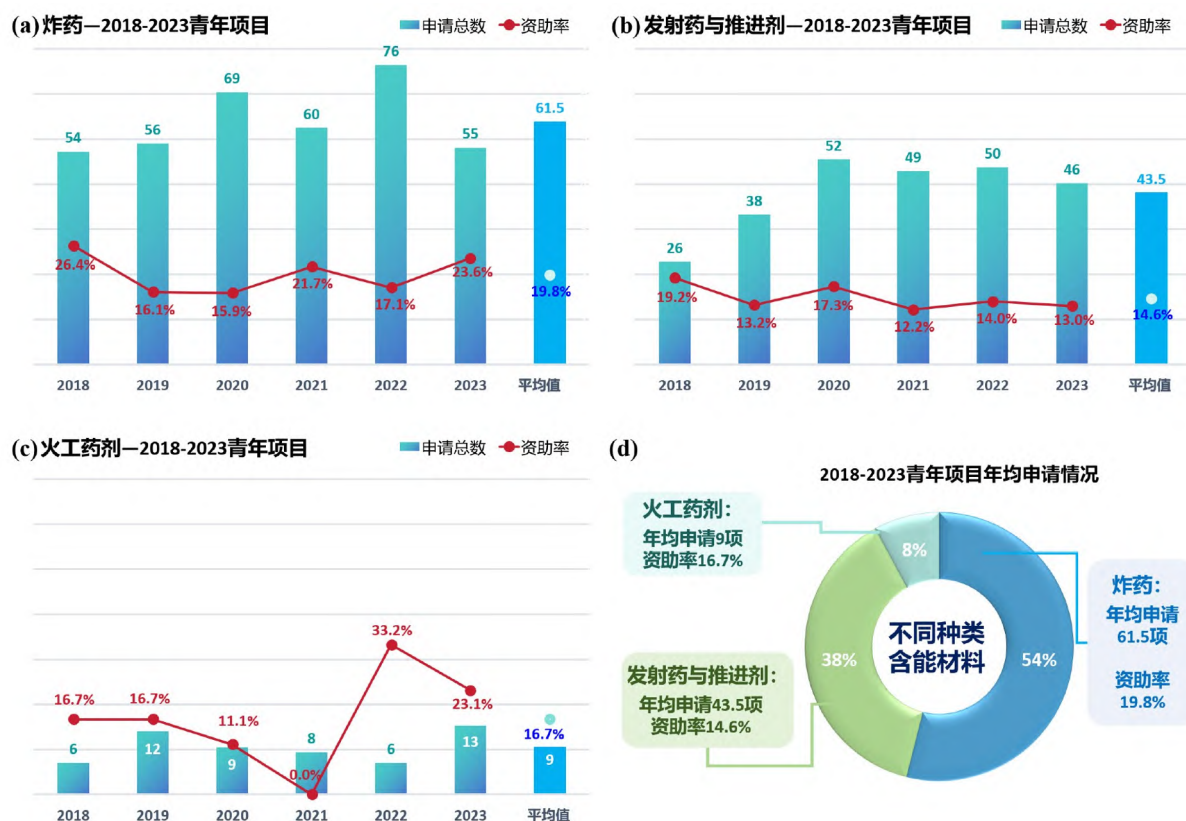 (a) 炸药—2018-2023青年项目
申请总数 资助率
54 56 69 60 76 55 61.5
26.4% 16.1% 15.9% 21.7% 17.1% 23.6% 19.8%
2018 2019 2020 2021 2022 2023 平均值
(b) 发射药与推进剂—2018-2023青年项目
申请总数 资助率
26 38 52 49 50 46 43.5
19.2% 13.2% 17.3% 12.2% 14.0% 13.0% 14.6%
2018 2019 2020 2021 2022 2023 平均值
(c) 火工药剂—2018-2023青年项目
申请总数 资助率
16.7% 16.7% 11.1% 0.0% 33.2% 23.1% 16.7%
6 12 9 8 6 13 9
2018 2019 2020 2021 2022 2023 平均值
(d)
2018-2023青年项目年均申请情况
火工药剂：
年均申请9项
资助率16.7%
8%
炸药：
年均申请
61.5项
资助率
19.8%
不同种类
含能材料
38%
54%
发射药与推进剂：
年均申请43.5项
资助率14.6%